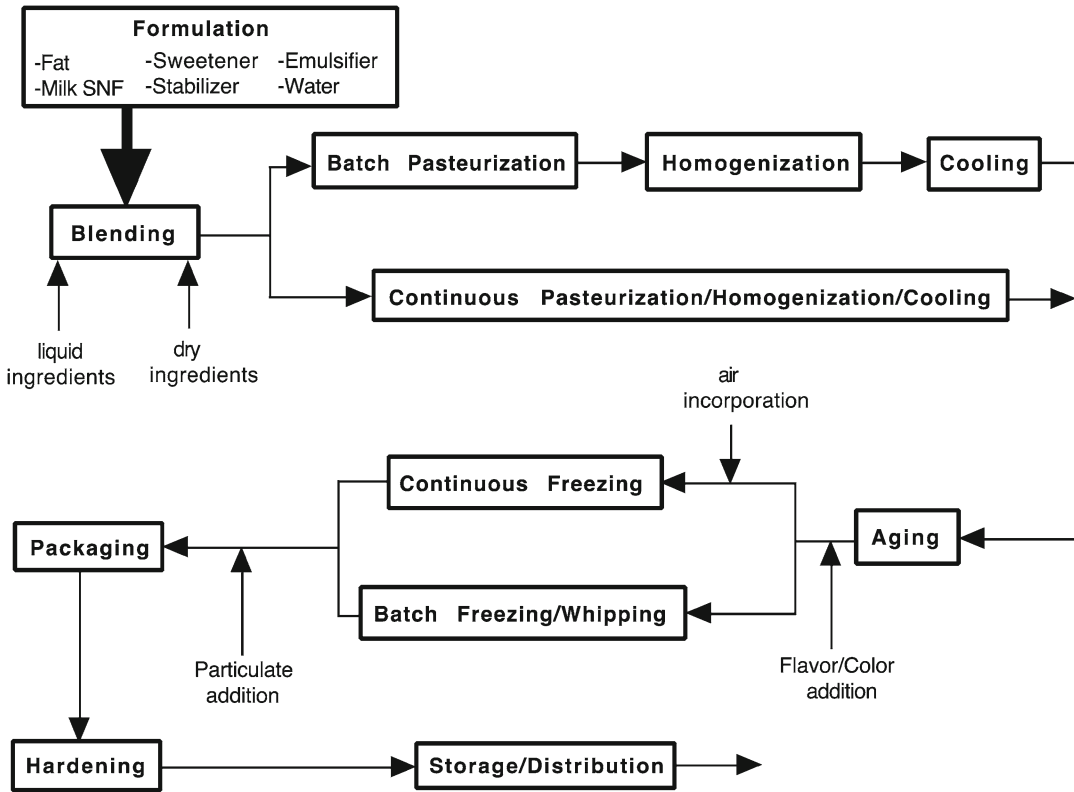 Formulation
-Fat -Sweetener -Emulsifier
-Milk SNF -Stabilizer -Water
Batch Pasteurization
Homogenization
Cooling
Blending
Continuous Pasteurization/Homogenization/Cooling
liquid
ingredients
dry
ingredients
air
incorporation
Continuous Freezing
Aging
Packaging
Batch Freezing/Whipping
Particulate
addition
Flavor/Color
addition
Hardening
Storage/Distribution